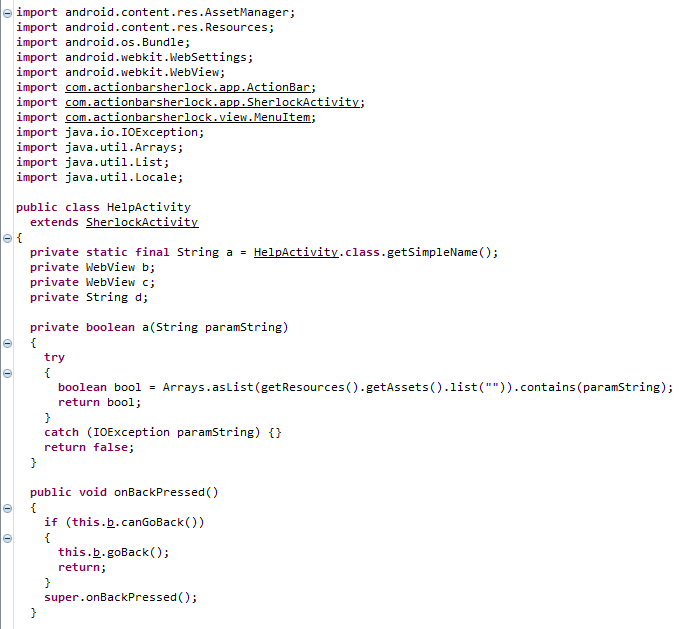 import android.content.res.AssetManager;
import android.content.res.Resources;
import android.os.Bundle;
import android.webkit.WebSettings;
import android.webkit.WebView;
import com.actionbarsherlock.app.ActionBar;
import com.actionbarsherlock.app.SherlockActivity;
import com.actionbarsherlock.view.MenuItem;
import java.io.IOException;
import java.util.Arrays;
import java.util.List;
import java.util.Locale;

public class HelpActivity
  extends SherlockActivity
{
  private static final String a = HelpActivity.class.getSimpleName();
  private WebView b;
  private WebView c;
  private String d;

  private boolean a(String paramString)
  {
    try
    {
      boolean bool = Arrays.asList(getResources().getAssets().list("")).contains(paramString);
      return bool;
    }
    catch (IOException paramString) {}
    return false;
  }

  public void onBackPressed()
  {
    if (this.b.canGoBack())
    {
      this.b.goBack();
      return;
    }
    super.onBackPressed();
  }